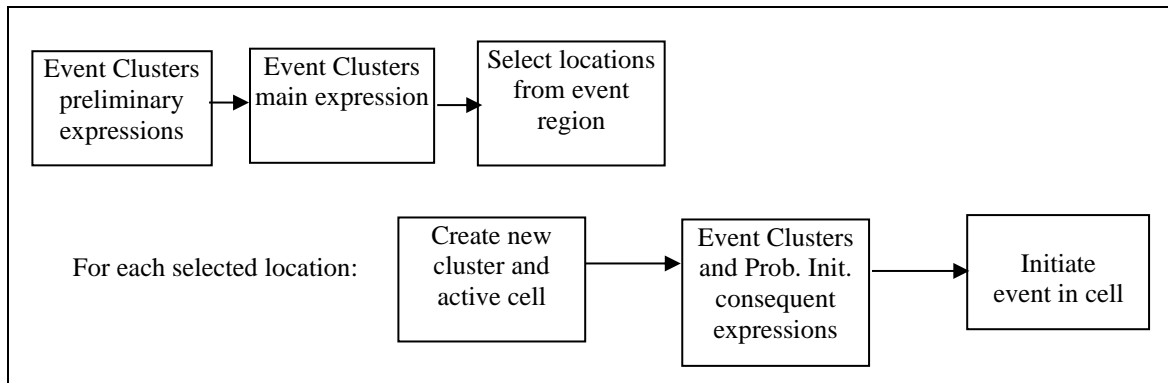 Event Clusters
preliminary
expressions
Event Clusters
main expression
Select locations
from event
region
For each selected location:
Create new
cluster and
active cell
Event Clusters
and Prob. Init.
consequent
expressions
Initiate
event in cell